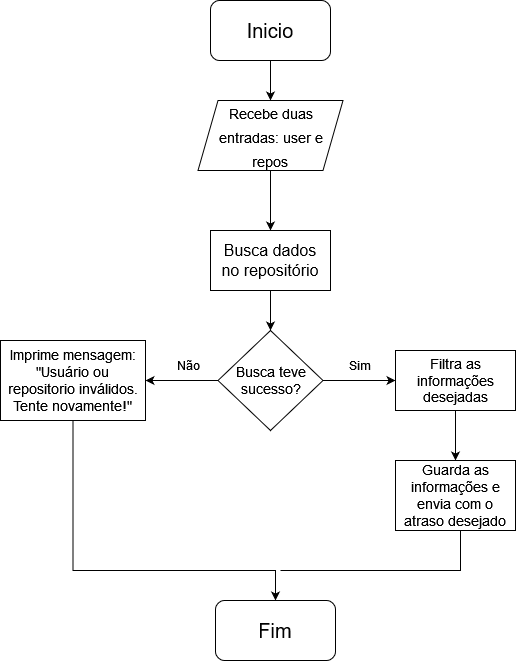 Inicio
Recebe duas
entradas: user e
repos
Busca dados
no repositório
Busca teve
sucesso?
Não
Sim
Imprime mensagem:
"Usuário ou
repositorio inválidos.
Tente novamente!"
Filtra as
informações
desejadas
Guarda as
informações e
envia com o
atraso desejado
Fim